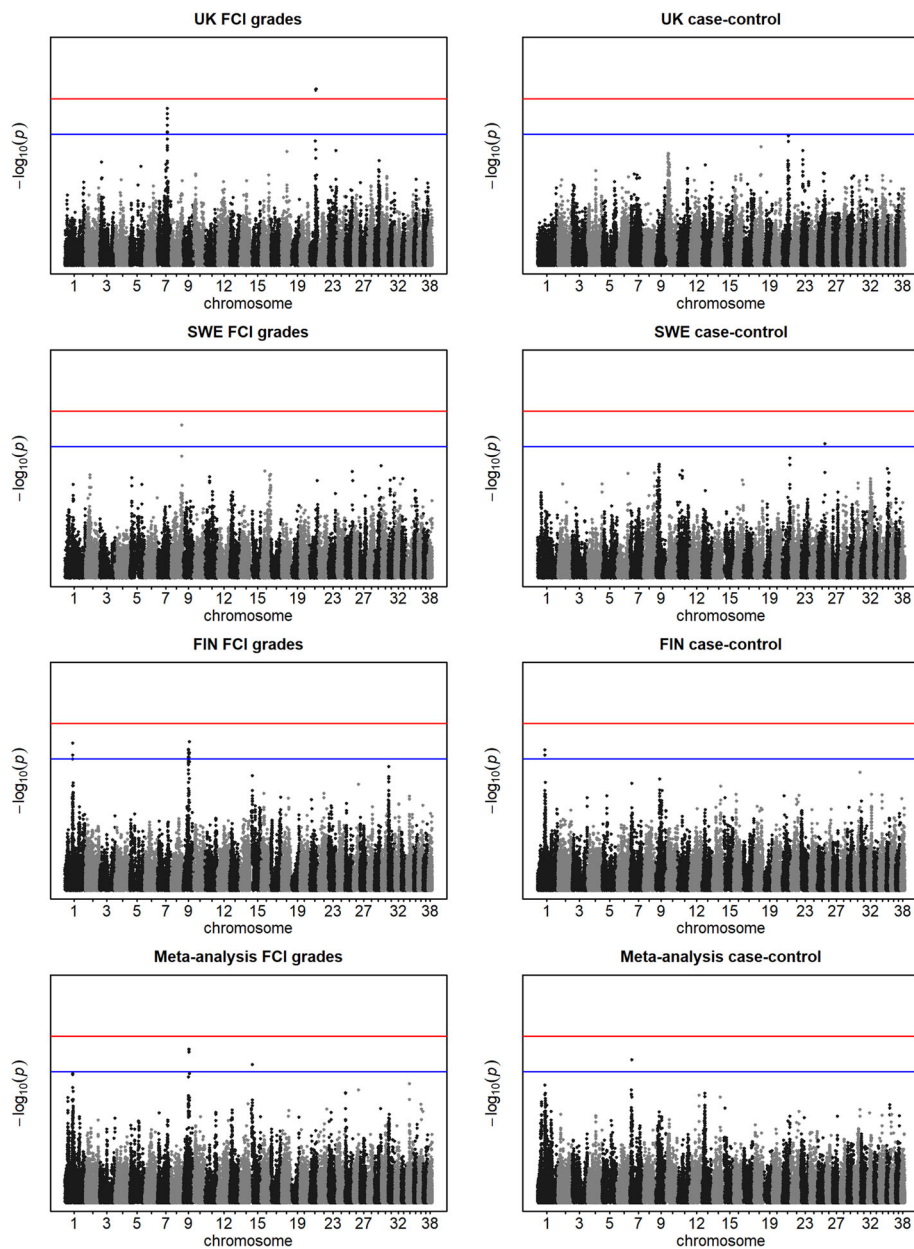 UK FCI grades
−log10(p)
1 3 5 7 9 12 15 19 23 27 32 38
chromosome
UK case-control
−log10(p)
1 3 5 7 9 12 15 19 23 27 32 38
chromosome
SWE FCI grades
−log10(p)
1 3 5 7 9 12 15 19 23 27 32 38
chromosome
SWE case-control
−log10(p)
1 3 5 7 9 12 15 19 23 27 32 38
chromosome
FIN FCI grades
−log10(p)
1 3 5 7 9 12 15 19 23 27 32 38
chromosome
FIN case-control
−log10(p)
1 3 5 7 9 12 15 19 23 27 32 38
chromosome
Meta-analysis FCI grades
−log10(p)
1 3 5 7 9 12 15 19 23 27 32 38
chromosome
Meta-analysis case-control
−log10(p)
1 3 5 7 9 12 15 19 23 27 32 38
chromosome